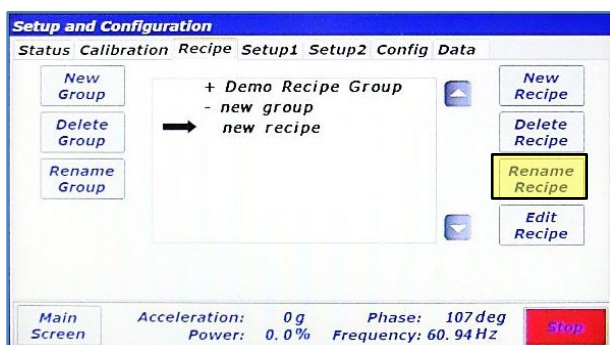 Setup and Configuration
Status Calibration Recipe Setup1 Setup2 Config Data
New
Group
Delete
Group
Rename
Group
+ Demo Recipe Group
- new group
new recipe
New
Recipe
Delete
Recipe
Rename
Recipe
Edit
Recipe
Main
Screen
Acceleration: 0 g Phase: 107 deg
Power: 0.0% Frequency: 60.94 Hz
Stop